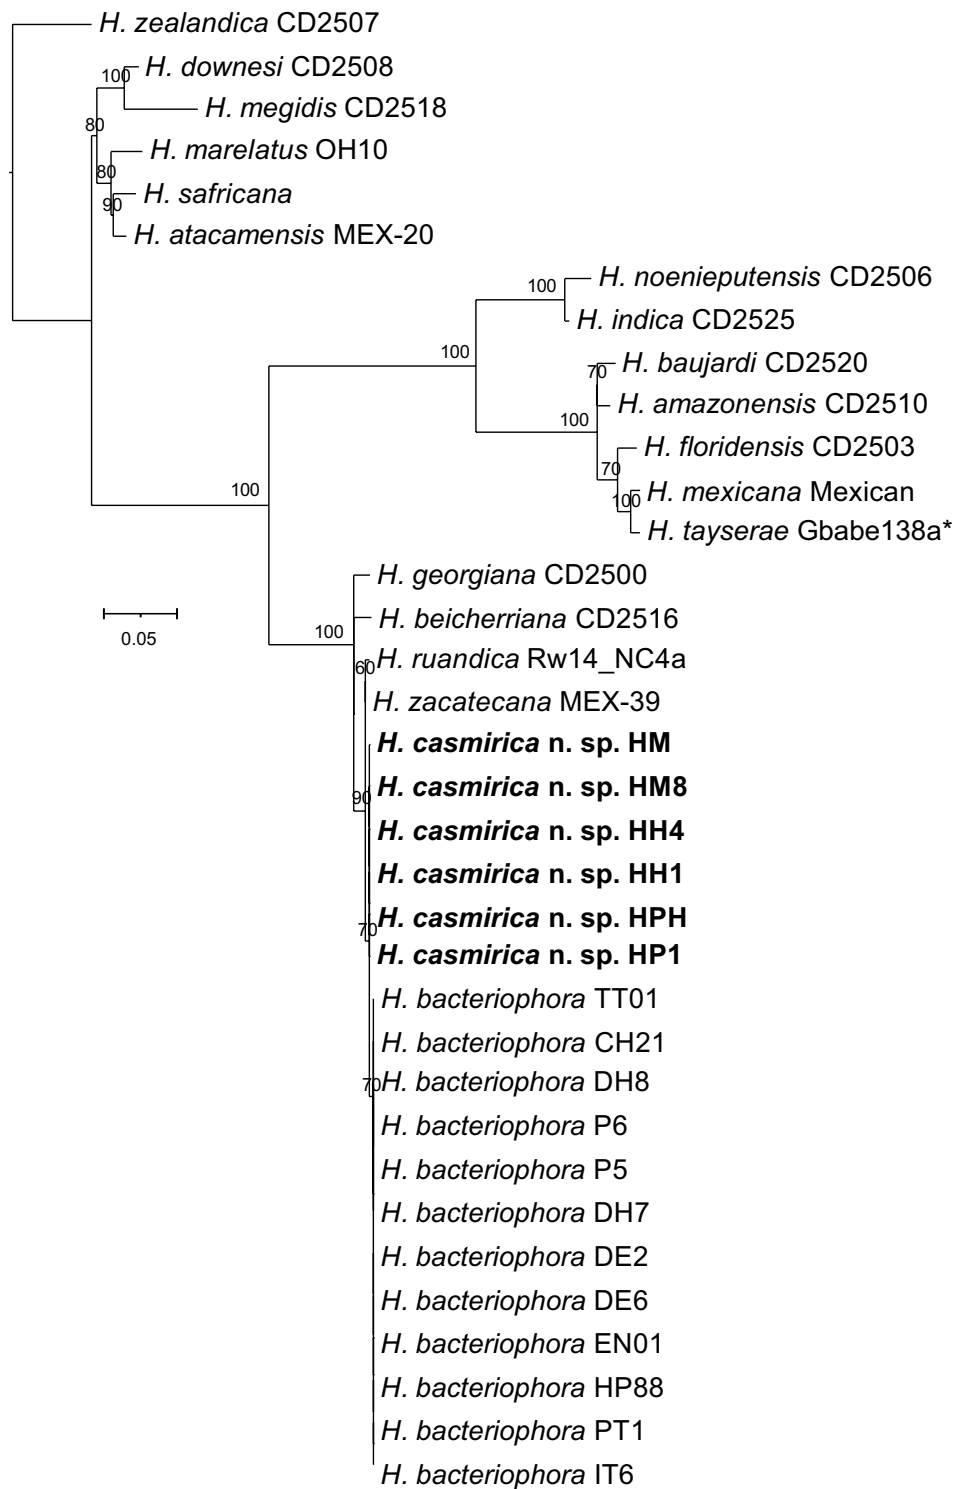 H. zealandica CD2507
H. downesi CD2508
100
H. megidis CD2518
80
H. marelatus OH10
80
H. safricana
90
H. atacamensis MEX-20
H. noenieputensis CD2506
100
H. indica CD2525
100
H. baujardi CD2520
70
H. amazonensis CD2510
100
H. floridensis CD2503
70
H. mexicana Mexican
100
H. tayserae Gbabe138a*
100
H. georgiana CD2500
H. beicherriana CD2516
0.05
100
H. ruandica Rw14_NC4a
60
H. zacatecana MEX-39
H. casmirica n. sp. HM
H. casmirica n. sp. HM8
90
H. casmirica n. sp. HH4
H. casmirica n. sp. HH1
H. casmirica n. sp. HPH
70
H. casmirica n. sp. HP1
H. bacteriophora TT01
H. bacteriophora CH21
70
H. bacteriophora DH8
H. bacteriophora P6
H. bacteriophora P5
H. bacteriophora DH7
H. bacteriophora DE2
H. bacteriophora DE6
H. bacteriophora EN01
H. bacteriophora HP88
H. bacteriophora PT1
H. bacteriophora IT6